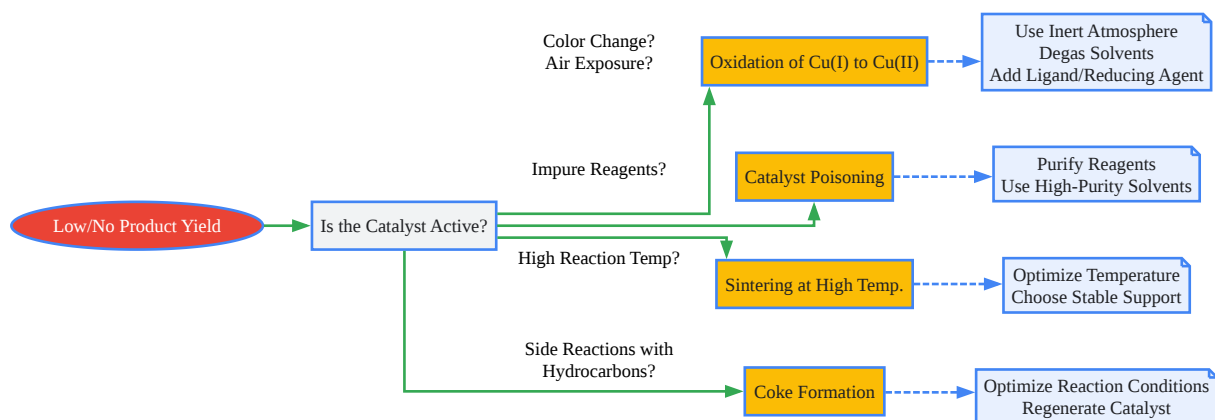 Low/No Product Yield
Is the Catalyst Active?
Color Change?
Air Exposure?
Oxidation of Cu(I) to Cu(II)
Use Inert Atmosphere
Degas Solvents
Add Ligand/Reducing Agent
Impure Reagents?
Catalyst Poisoning
Purify Reagents
Use High-Purity Solvents
High Reaction Temp?
Sintering at High Temp.
Optimize Temperature
Choose Stable Support
Side Reactions with
Hydrocarbons?
Coke Formation
Optimize Reaction Conditions
Regenerate Catalyst